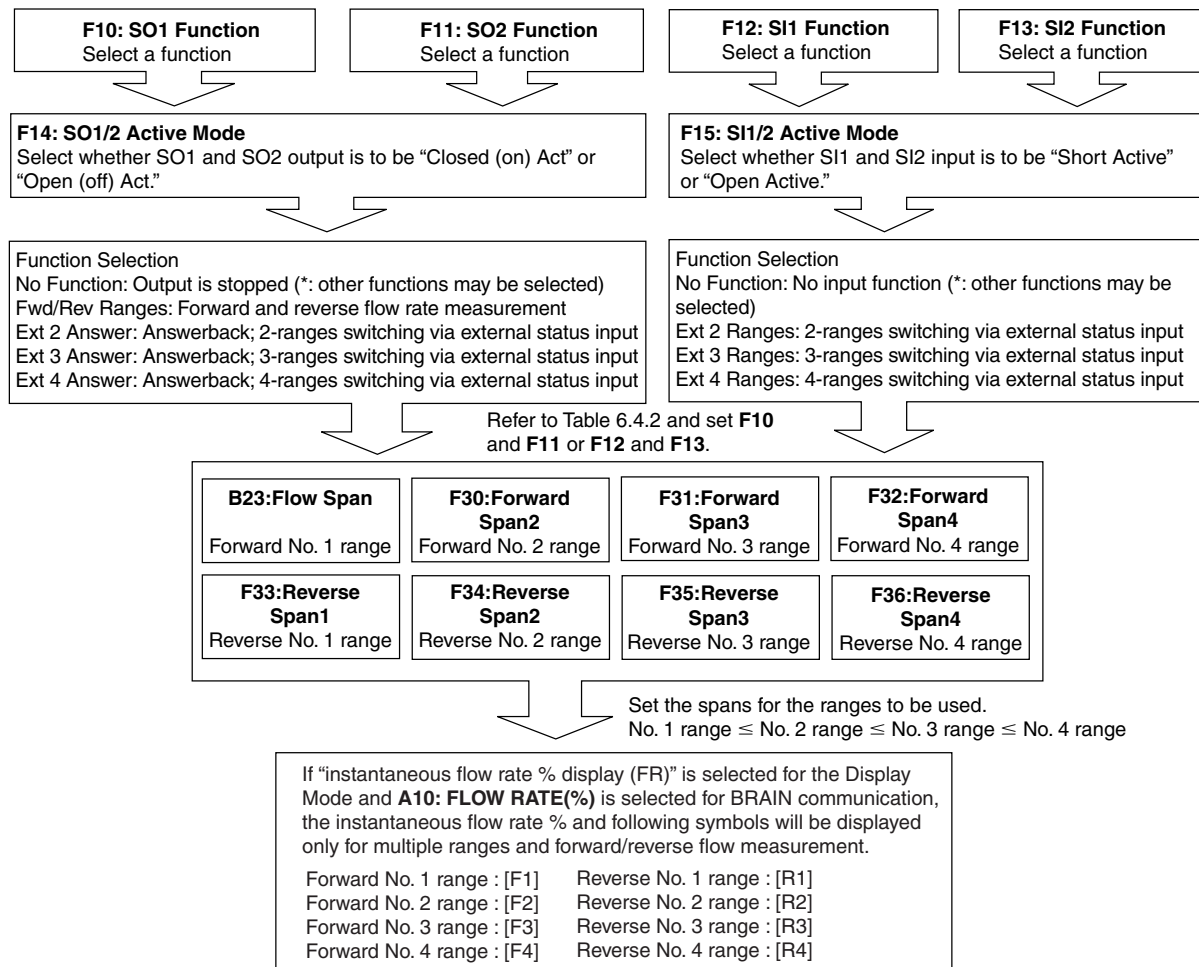 F10: SO1 Function
Select a function
F11: SO2 Function
Select a function
F12: SI1 Function
Select a function
F13: SI2 Function
Select a function
F14: SO1/2 Active Mode
Select whether SO1 and SO2 output is to be “Closed (on) Act” or
“Open (off) Act.”
F15: SI1/2 Active Mode
Select whether SI1 and SI2 input is to be “Short Active”
or “Open Active.”
Function Selection
No Function: Output is stopped (*: other functions may be selected)
Fwd/Rev Ranges: Forward and reverse flow rate measurement
Ext 2 Answer: Answerback; 2-ranges switching via external status input
Ext 3 Answer: Answerback; 3-ranges switching via external status input
Ext 4 Answer: Answerback; 4-ranges switching via external status input
Function Selection
No Function: No input function (*: other functions may be
selected)
Ext 2 Ranges: 2-ranges switching via external status input
Ext 3 Ranges: 3-ranges switching via external status input
Ext 4 Ranges: 4-ranges switching via external status input
Refer to Table 6.4.2 and set F10
and F11 or F12 and F13.
B23:Flow Span
Forward No. 1 range
F30:Forward
Span2
Forward No. 2 range
F31:Forward
Span3
Forward No. 3 range
F32:Forward
Span4
Forward No. 4 range
F33:Reverse
Span1
Reverse No. 1 range
F34:Reverse
Span2
Reverse No. 2 range
F35:Reverse
Span3
Reverse No. 3 range
F36:Reverse
Span4
Reverse No. 4 range
Set the spans for the ranges to be used.
No. 1 range ≤ No. 2 range ≤ No. 3 range ≤ No. 4 range
If “instantaneous flow rate % display (FR)” is selected for the Display
Mode and A10: FLOW RATE(%) is selected for BRAIN communication,
the instantaneous flow rate % and following symbols will be displayed
only for multiple ranges and forward/reverse flow measurement.
Forward No. 1 range : [F1] Reverse No. 1 range : [R1]
Forward No. 2 range : [F2] Reverse No. 2 range : [R2]
Forward No. 3 range : [F3] Reverse No. 3 range : [R3]
Forward No. 4 range : [F4] Reverse No. 4 range : [R4]